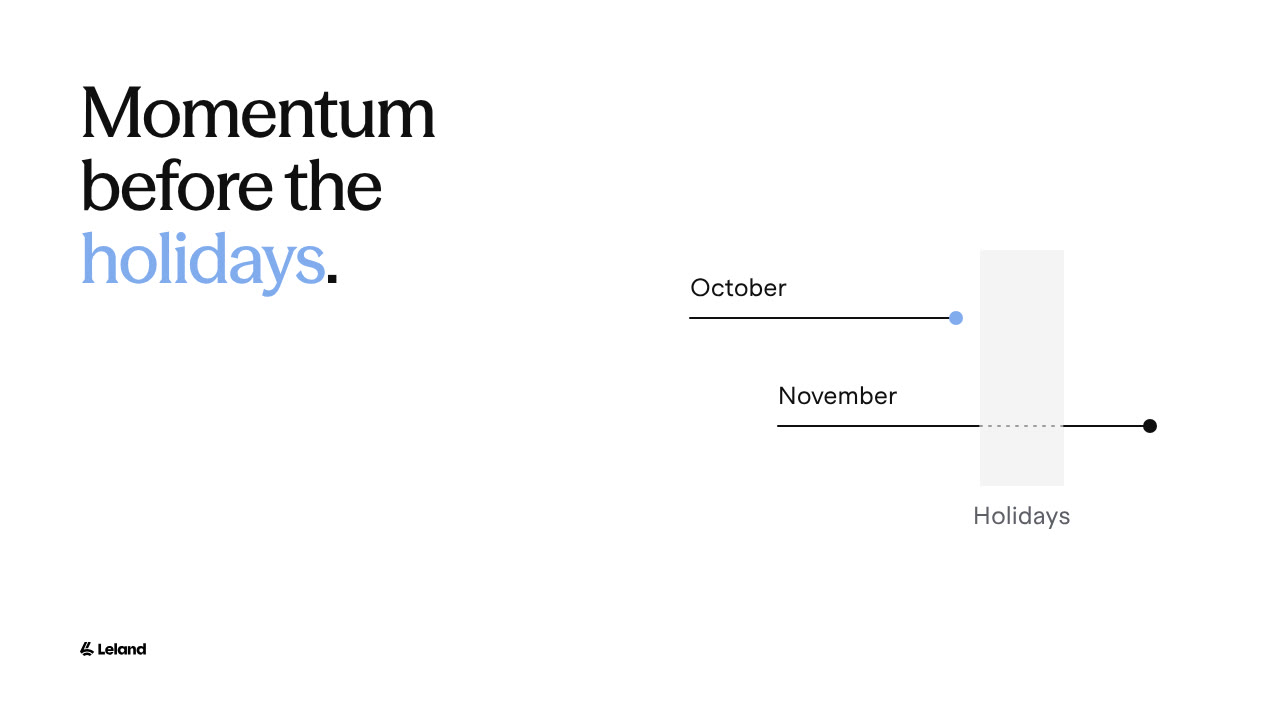 Momentum
before the
holidays.
October
November
Holidays
Leland